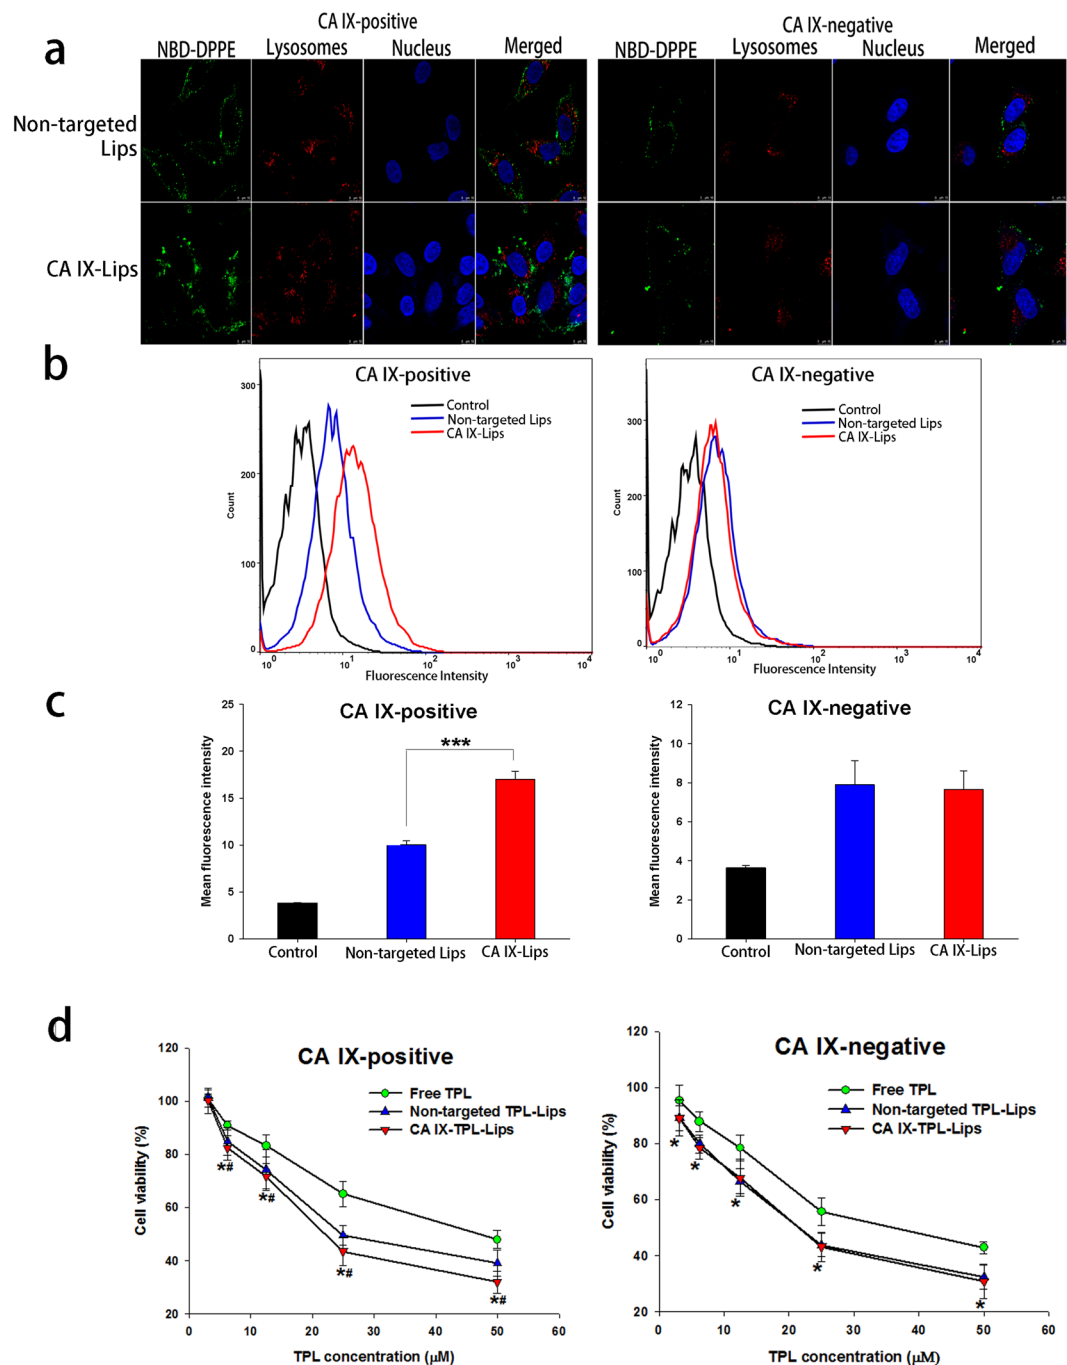 a
CA IX-positive
CA IX-negative
NBD-DPPE Lysosomes Nucleus Merged
NBD-DPPE Lysosomes Nucleus Merged
Non-targeted
Lips
CA IX-Lips
b
CA IX-positive
Control
Non-targeted Lips
CA IX-Lips
300
200
100
0
Count
10^0 10^1 10^2 10^3 10^4
Fluorescence Intensity
CA IX-negative
Control
Non-targeted Lips
CA IX-Lips
300
200
100
0
Count
10^0 10^1 10^2 10^3 10^4
Fluorescence Intensity
c
CA IX-positive
***
25
20
15
10
5
0
Mean fluorescence intensity
Control Non-targeted Lips CA IX-Lips
CA IX-negative
12
10
8
6
4
2
0
Mean fluorescence intensity
Control Non-targeted Lips CA IX-Lips
d
CA IX-positive
Free TPL
Non-targeted TPL-Lips
CA IX-TPL-Lips
120
100
80
60
40
20
Cell viability (%)
*# *# *# *#
0 10 20 30 40 50 60
TPL concentration (μM)
CA IX-negative
Free TPL
Non-targeted TPL-Lips
CA IX-TPL-Lips
120
100
80
60
40
20
Cell viability (%)
* * * * *
0 10 20 30 40 50 60
TPL concentration (μM)